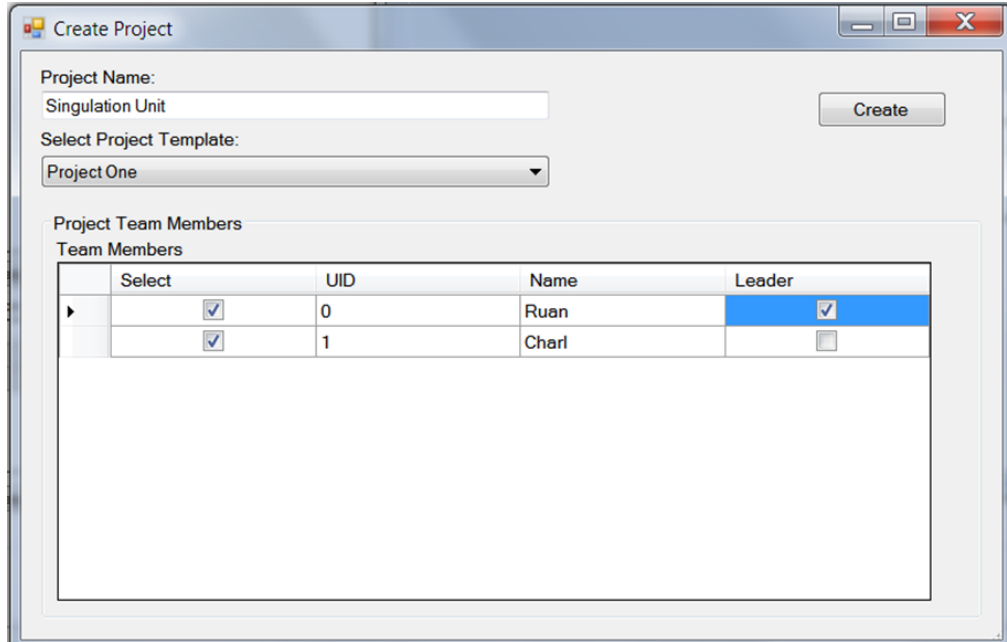 Create Project
Project Name:
Singulation Unit
Create
Select Project Template:
Project One
Project Team Members
Team Members
Select UID Name Leader
0 Ruan
1 Charl